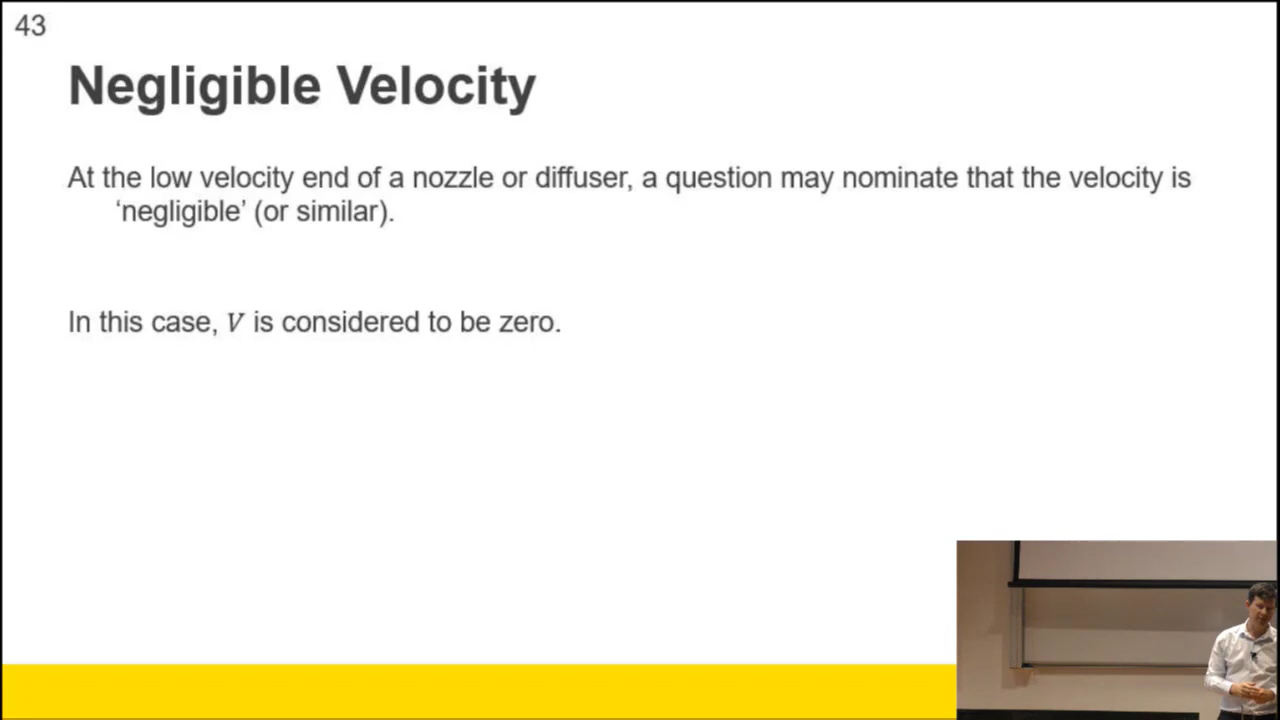 43
Negligible Velocity
At the low velocity end of a nozzle or diffuser, a question may nominate that the velocity is
‘negligible’ (or similar).
In this case, V is considered to be zero.